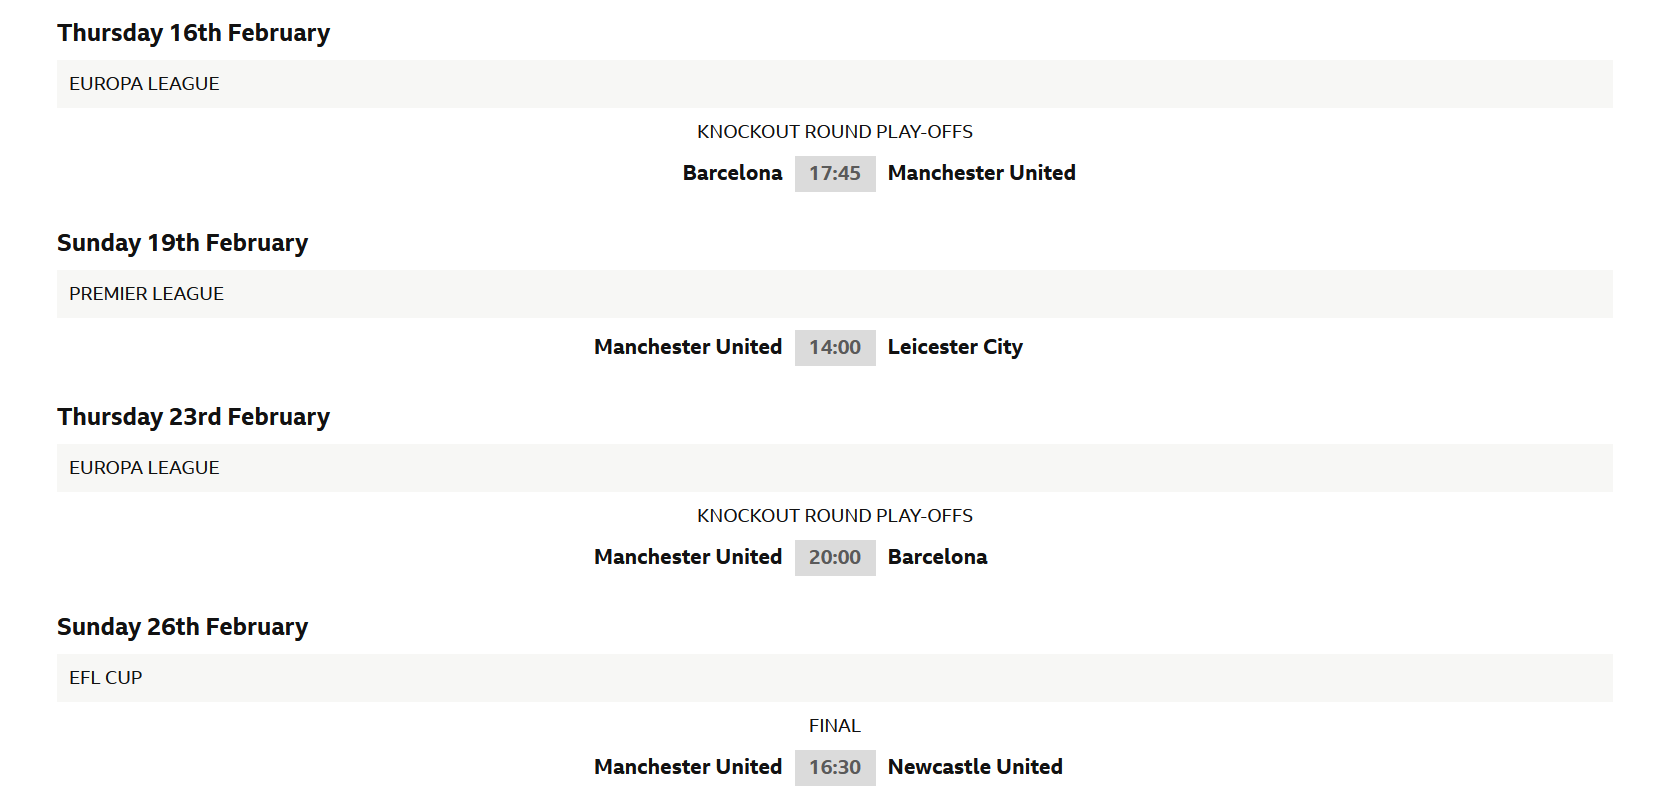 Thursday 16th February
EUROPA LEAGUE
KNOCKOUT ROUND PLAY-OFFS
Barcelona 17:45 Manchester United
Sunday 19th February
PREMIER LEAGUE
Manchester United 14:00 Leicester City
Thursday 23rd February
EUROPA LEAGUE
KNOCKOUT ROUND PLAY-OFFS
Manchester United 20:00 Barcelona
Sunday 26th February
EFL CUP
FINAL
Manchester United 16:30 Newcastle United